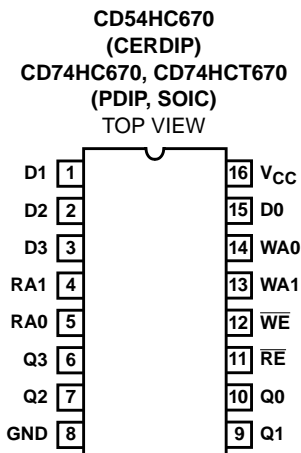 CD54HC670
(CERDIP)
CD74HC670, CD74HCT670
(PDIP, SOIC)
TOP VIEW
D1 1 16 VCC
D2 2 15 D0
D3 3 14 WA0
RA1 4 13 WA1
RA0 5 12 W̅E̅
Q3 6 11 R̅E̅
Q2 7 10 Q0
GND 8 9 Q1